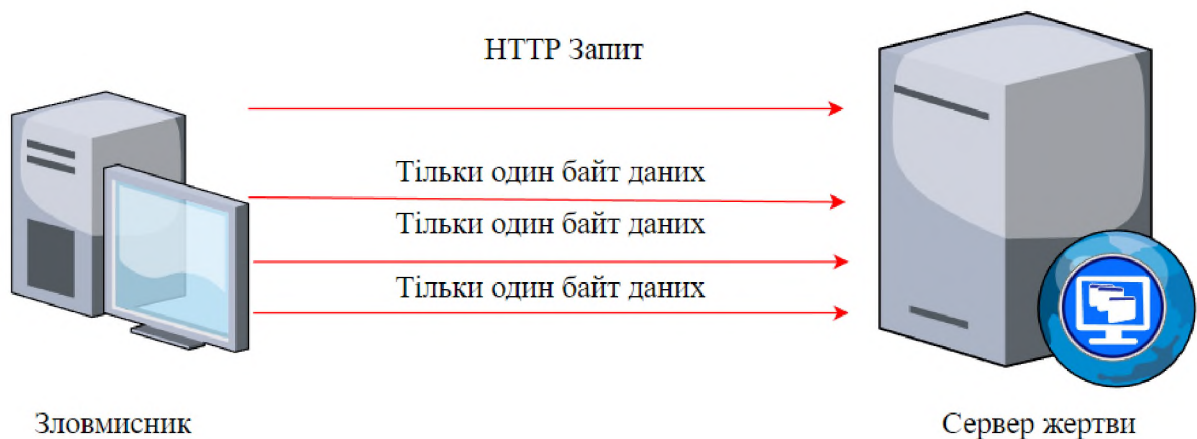 HTTP Запит
Тільки один байт даних
Тільки один байт даних
Тільки один байт даних
Зловмисник
Сервер жертви